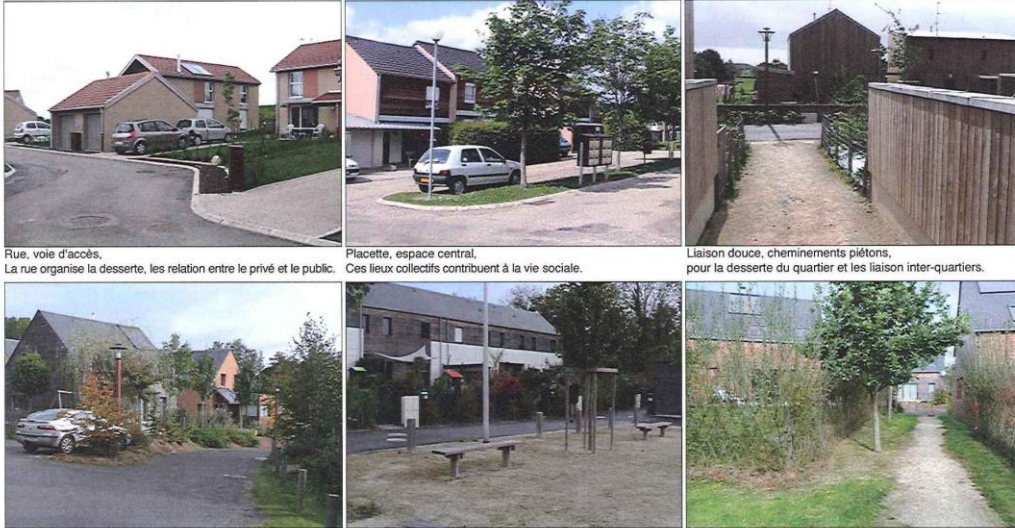 Rue, voie d'accès,
La rue organise la desserte, les relation entre le privé et le public.
Placette, espace central,
Ces lieux collectifs contribuent à la vie sociale.
Liaison douce, cheminements piétons,
pour la desserte du quartier et les liaison inter-quartiers.